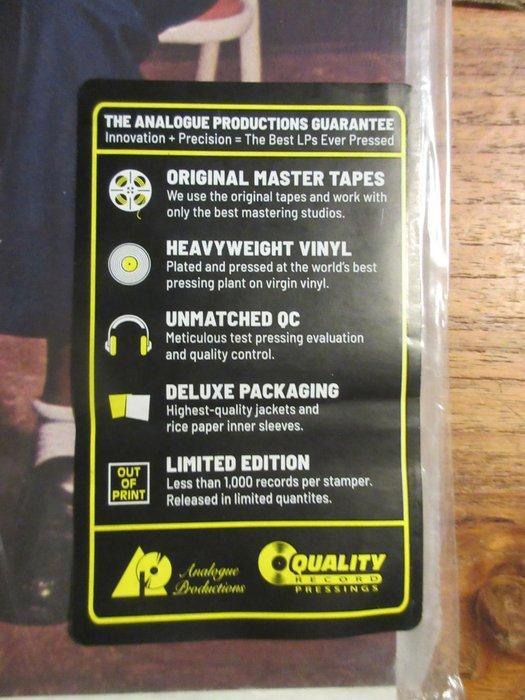 THE ANALOGUE PRODUCTIONS GUARANTEE
Innovation + Precision = The Best LPs Ever Pressed
ORIGINAL MASTER TAPES
We use the original tapes and work with
only the best mastering studios.
HEAVYWEIGHT VINYL
Plated and pressed at the world's best
pressing plant on virgin vinyl.
UNMATCHED QC
Meticulous test pressing evaluation
and quality control.
DELUXE PACKAGING
Highest-quality jackets and
rice paper inner sleeves.
OUT
OF
PRINT
LIMITED EDITION
Less than 1,000 records per stamper.
Released in limited quantites.
AP
Analogue
Productions
QUALITY
RECORD
PRESSINGS